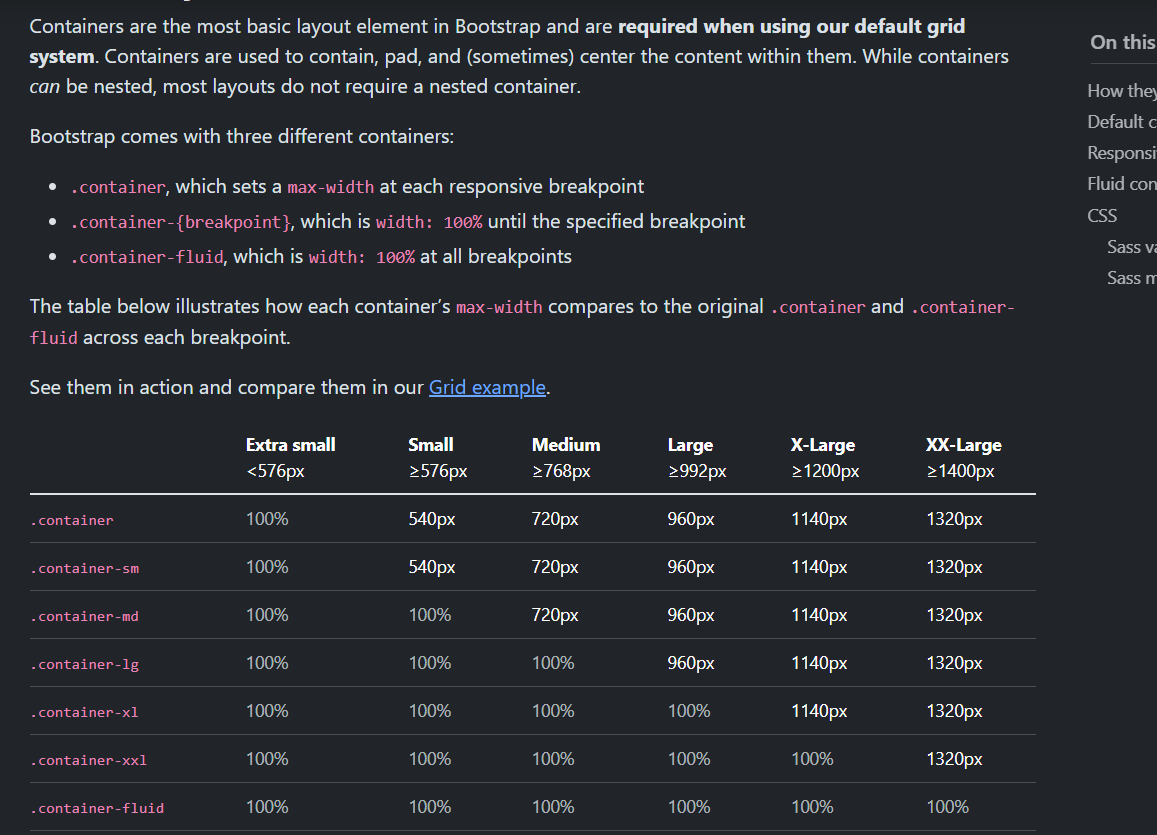 Containers are the most basic layout element in Bootstrap and are required when using our default grid
system. Containers are used to contain, pad, and (sometimes) center the content within them. While containers
can be nested, most layouts do not require a nested container.
Bootstrap comes with three different containers:
• .container, which sets a max-width at each responsive breakpoint
• .container-{breakpoint}, which is width: 100% until the specified breakpoint
• .container-fluid, which is width: 100% at all breakpoints
The table below illustrates how each container’s max-width compares to the original .container and .container-
fluid across each breakpoint.
See them in action and compare them in our Grid example.
Extra small Small Medium Large X-Large XX-Large
<576px ≥576px ≥768px ≥992px ≥1200px ≥1400px
.container 100% 540px 720px 960px 1140px 1320px
.container-sm 100% 540px 720px 960px 1140px 1320px
.container-md 100% 100% 720px 960px 1140px 1320px
.container-lg 100% 100% 100% 960px 1140px 1320px
.container-xl 100% 100% 100% 100% 1140px 1320px
.container-xxl 100% 100% 100% 100% 100% 1320px
.container-fluid 100% 100% 100% 100% 100% 100%
On this
How they
Default c
Responsi
Fluid con
CSS
Sass va
Sass m